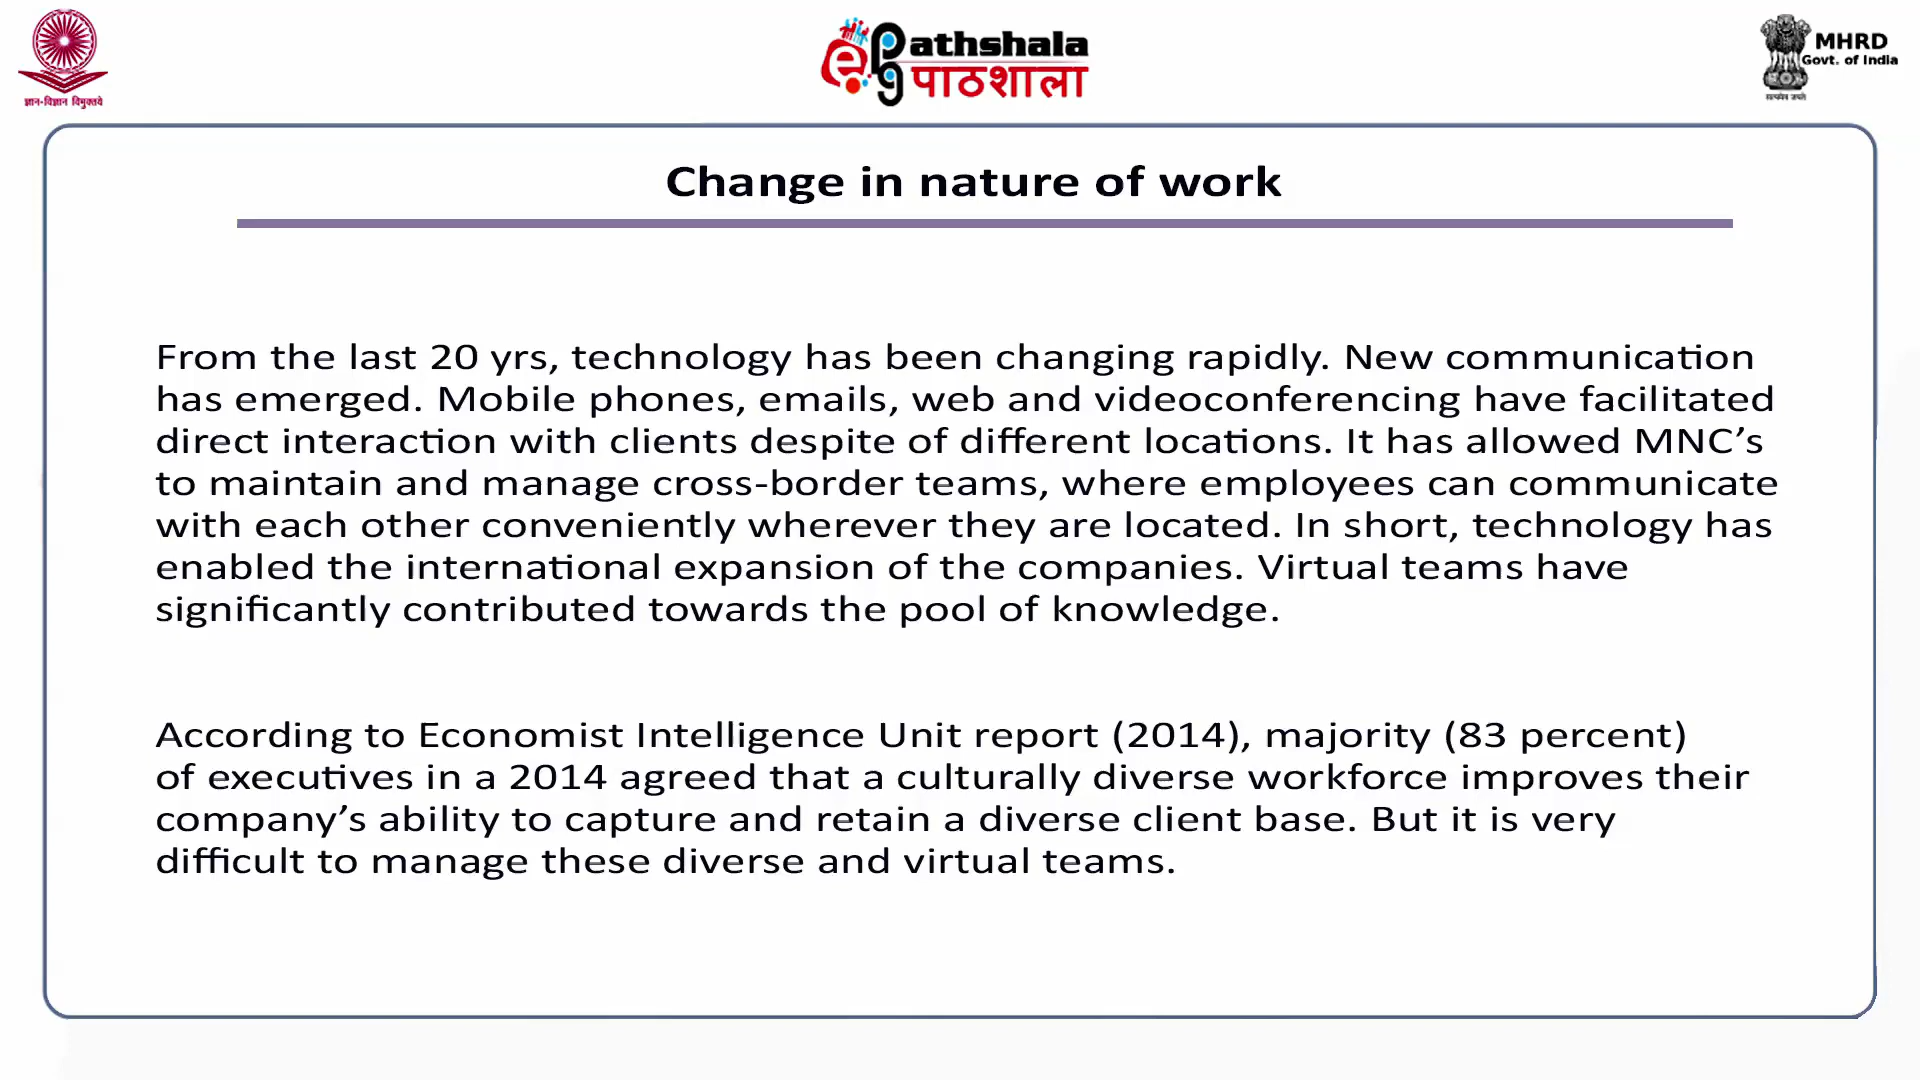 ज्ञान-विज्ञान विमुक्तये
ePG Pathshala
पाठशाला
MHRD
Govt. of India
सत्यमेव जयते
Change in nature of work
From the last 20 yrs, technology has been changing rapidly. New communication
has emerged. Mobile phones, emails, web and videoconferencing have facilitated
direct interaction with clients despite of different locations. It has allowed MNC’s
to maintain and manage cross-border teams, where employees can communicate
with each other conveniently wherever they are located. In short, technology has
enabled the international expansion of the companies. Virtual teams have
significantly contributed towards the pool of knowledge.
According to Economist Intelligence Unit report (2014), majority (83 percent)
of executives in a 2014 agreed that a culturally diverse workforce improves their
company’s ability to capture and retain a diverse client base. But it is very
difficult to manage these diverse and virtual teams.